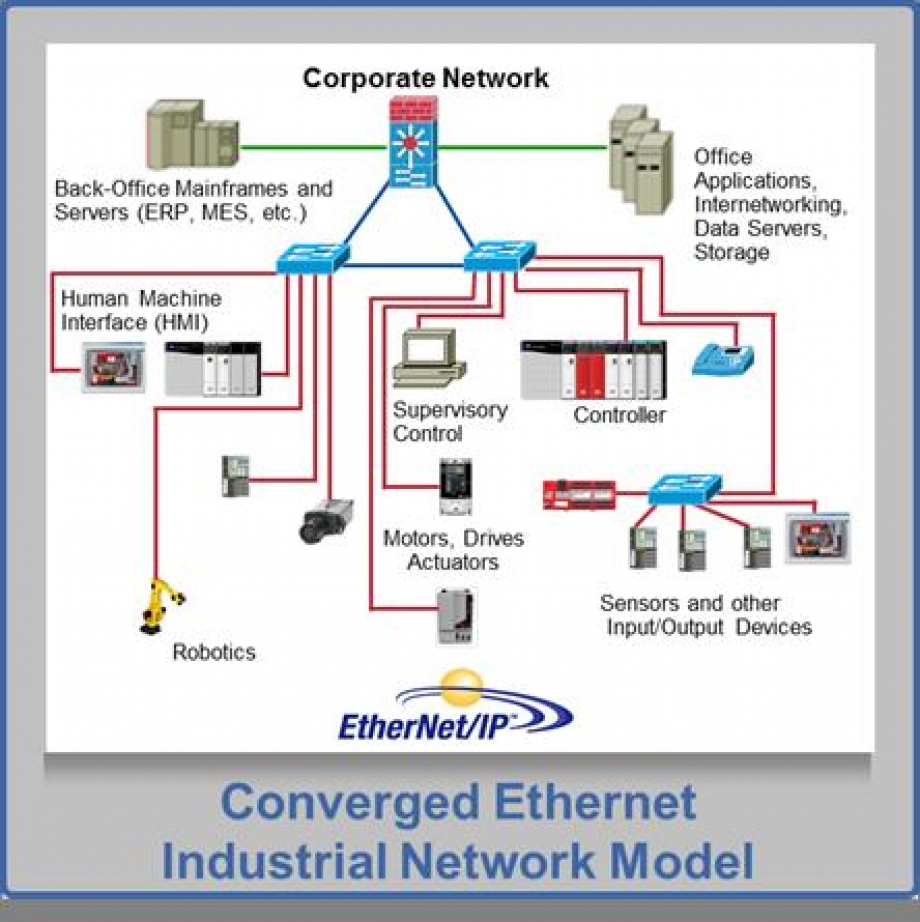 Corporate Network
Back-Office Mainframes and
Servers (ERP, MES, etc.)
Office
Applications,
Internetworking,
Data Servers,
Storage
Human Machine
Interface (HMI)
Supervisory
Control
Controller
Motors, Drives
Actuators
Sensors and other
Input/Output Devices
Robotics
EtherNet/IP™
Converged Ethernet
Industrial Network Model